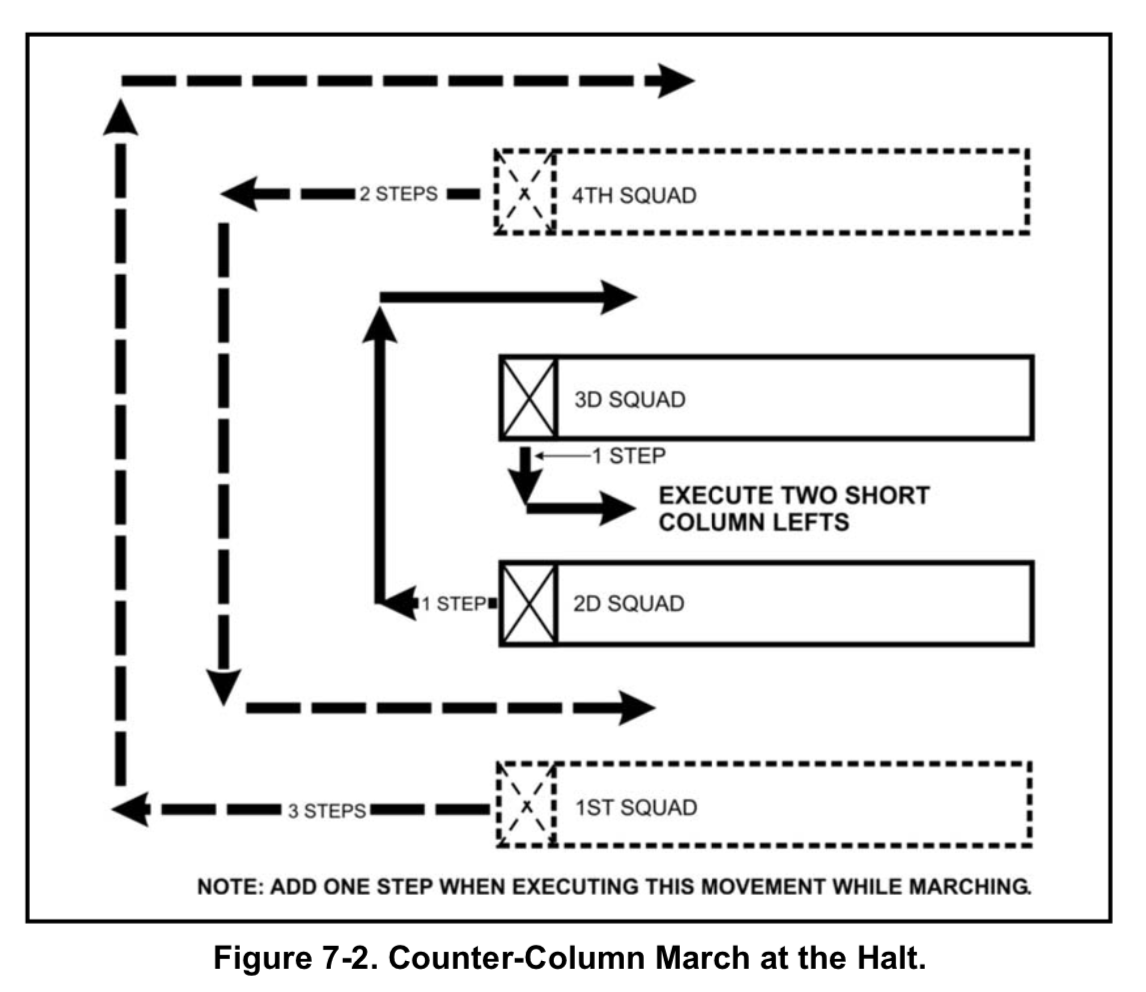 2 STEPS
4TH SQUAD
3D SQUAD
1 STEP
EXECUTE TWO SHORT
COLUMN LEFTS
1 STEP
2D SQUAD
3 STEPS
1ST SQUAD
NOTE: ADD ONE STEP WHEN EXECUTING THIS MOVEMENT WHILE MARCHING.
Figure 7-2. Counter-Column March at the Halt.